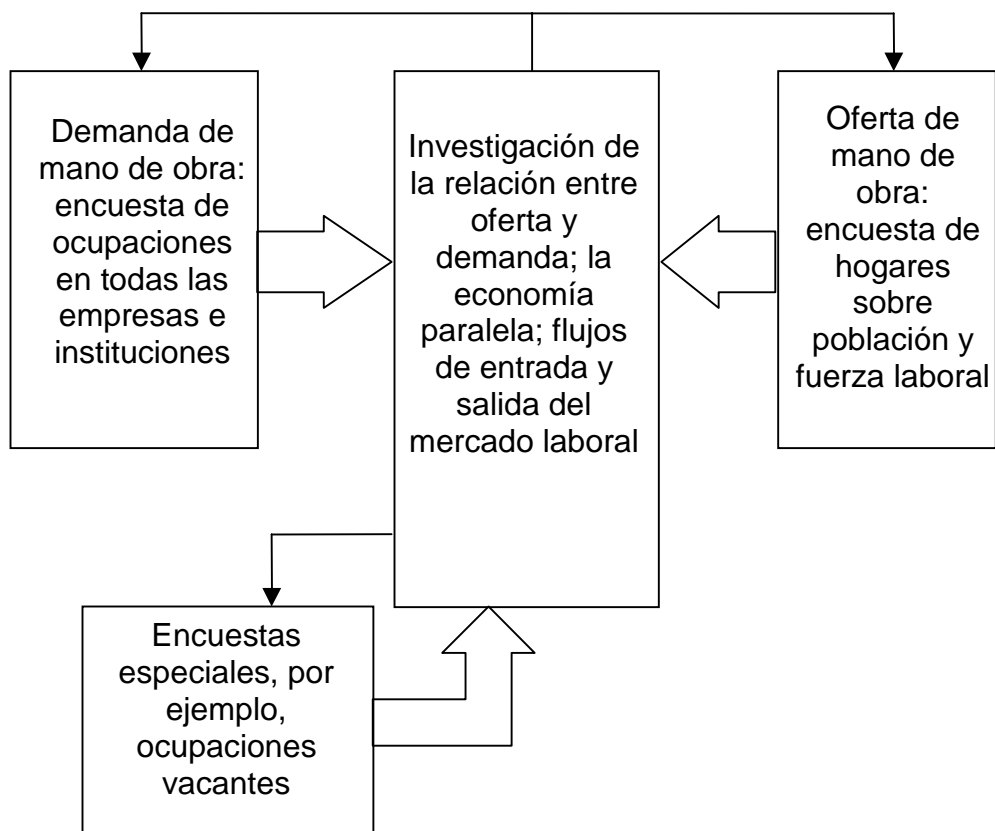 Demanda de
mano de obra:
encuesta de
ocupaciones
en todas las
empresas e
instituciones
Investigación de
la relación entre
oferta y
demanda; la
economía
paralela; flujos
de entrada y
salida del
mercado laboral
Oferta de
mano de
obra:
encuesta de
hogares
sobre
población y
fuerza laboral
Encuestas
especiales, por
ejemplo,
ocupaciones
vacantes